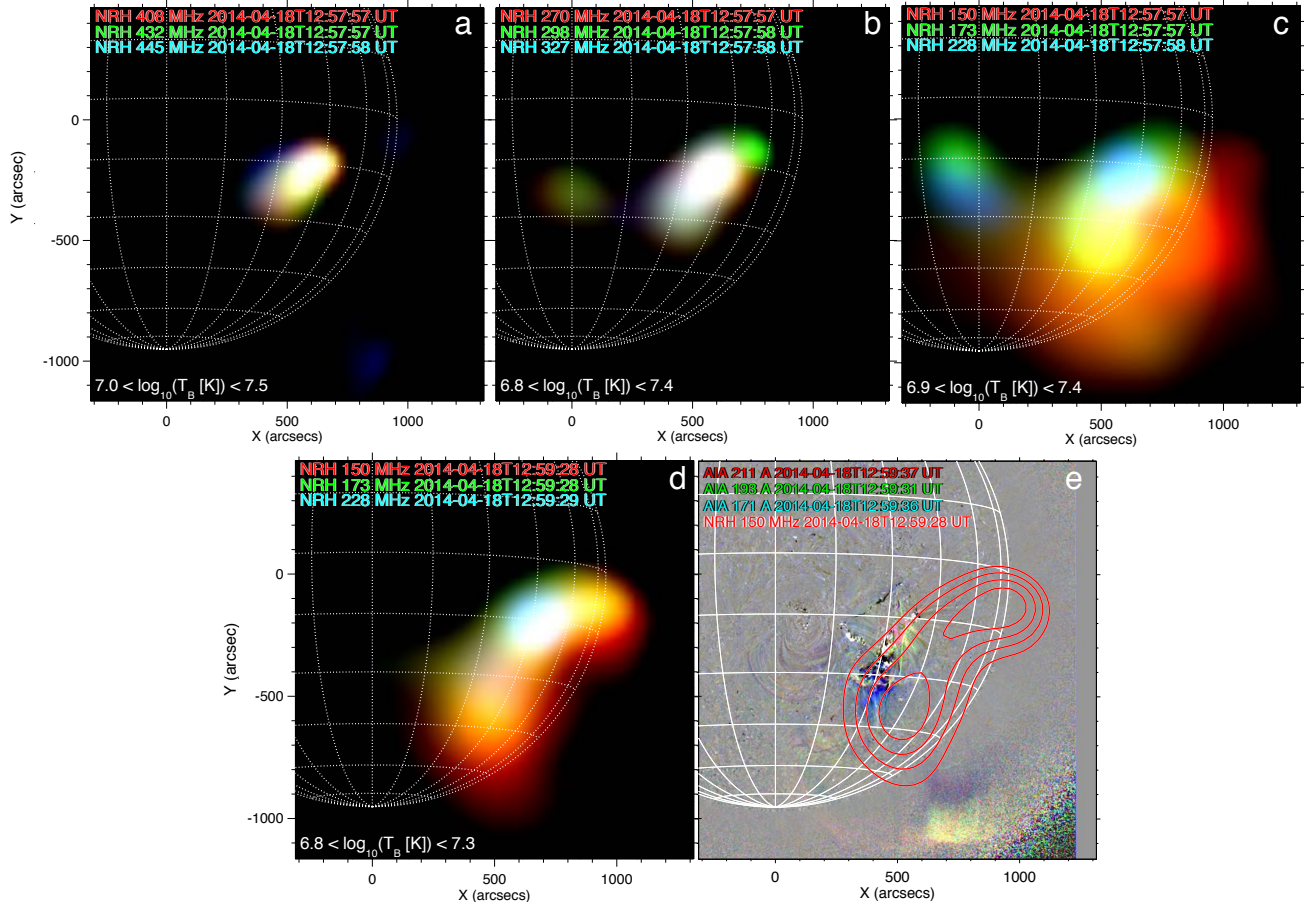 NRH 408 MHz 2014-04-18T12:57:57 UT
NRH 432 MHz 2014-04-18T12:57:57 UT
NRH 445 MHz 2014-04-18T12:57:58 UT
a
7.0 < log10(TB [K]) < 7.5
NRH 270 MHz 2014-04-18T12:57:57 UT
NRH 298 MHz 2014-04-18T12:57:58 UT
NRH 327 MHz 2014-04-18T12:57:58 UT
b
6.8 < log10(TB [K]) < 7.4
NRH 150 MHz 2014-04-18T12:57:57 UT
NRH 173 MHz 2014-04-18T12:57:57 UT
NRH 228 MHz 2014-04-18T12:57:58 UT
c
6.9 < log10(TB [K]) < 7.4
Y (arcsec)
0
-500
-1000
0 500 1000
X (arcsecs)
0 500 1000
X (arcsecs)
0 500 1000
X (arcsecs)
NRH 150 MHz 2014-04-18T12:59:28 UT
NRH 173 MHz 2014-04-18T12:59:28 UT
NRH 228 MHz 2014-04-18T12:59:29 UT
d
6.8 < log10(TB [K]) < 7.3
AIA 211 A 2014-04-18T12:59:37 UT
AIA 193 A 2014-04-18T12:59:31 UT
AIA 171 A 2014-04-18T12:59:36 UT
NRH 150 MHz 2014-04-18T12:59:28 UT
e
Y (arcsec)
0
-500
-1000
0 500 1000
X (arcsecs)
0 500 1000
X (arcsecs)